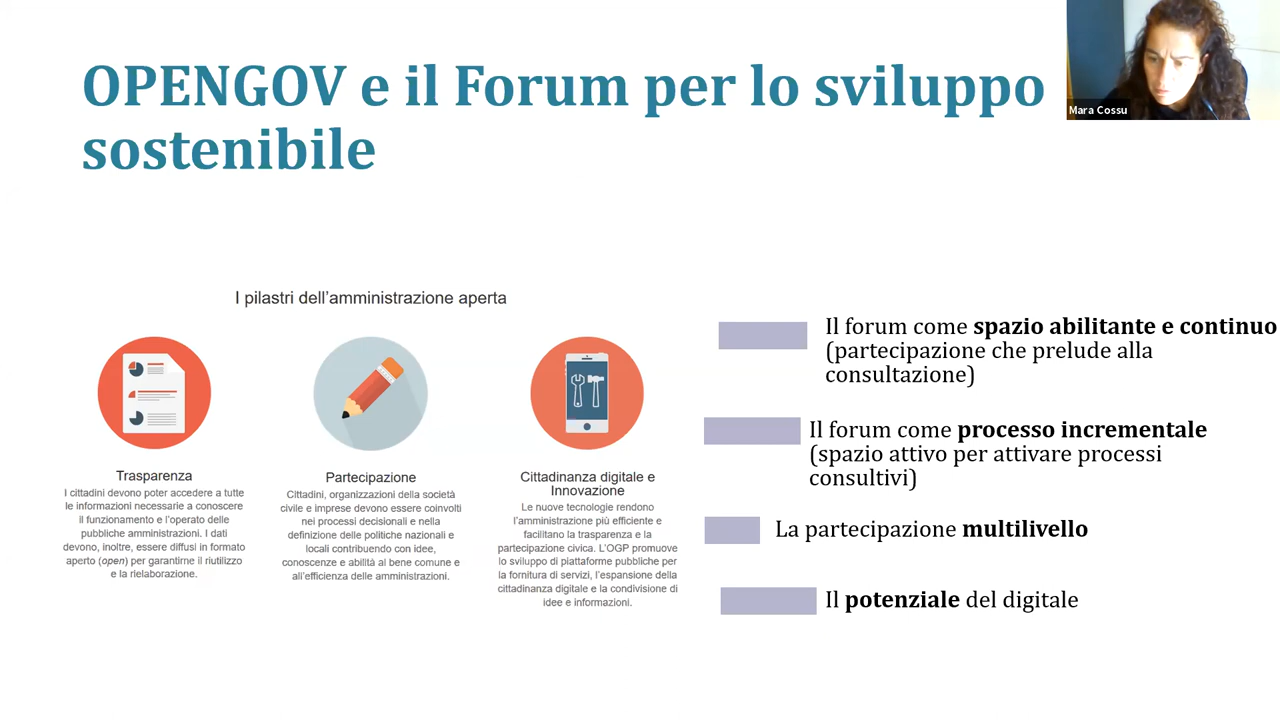 OPENGOV e il Forum per lo sviluppo
sostenibile
Mara Cossu
I pilastri dell'amministrazione aperta
Trasparenza
I cittadini devono poter accedere a tutte
le informazioni necessarie a conoscere
il funzionamento e l'operato delle
pubbliche amministrazioni. I dati
devono, inoltre, essere diffusi in formato
aperto (open) per garantirne il riutilizzo
e la rielaborazione.
Partecipazione
Cittadini, organizzazioni della società
civile e imprese devono essere coinvolti
nei processi decisionali e nella
definizione delle politiche nazionali e
locali contribuendo con idee,
conoscenze e abilità al bene comune e
all'efficienza delle amministrazioni.
Cittadinanza digitale e
Innovazione
Le nuove tecnologie rendono
l'amministrazione più efficiente e
facilitano la trasparenza e la
partecipazione civica. L'OGP promuove
lo sviluppo di piattaforme pubbliche per
la fornitura di servizi, l'espansione della
cittadinanza digitale e la condivisione di
idee e informazioni.
Il forum come spazio abilitante e continuo
(partecipazione che prelude alla
consultazione)
Il forum come processo incrementale
(spazio attivo per attivare processi
consultivi)
La partecipazione multilivello
Il potenziale del digitale